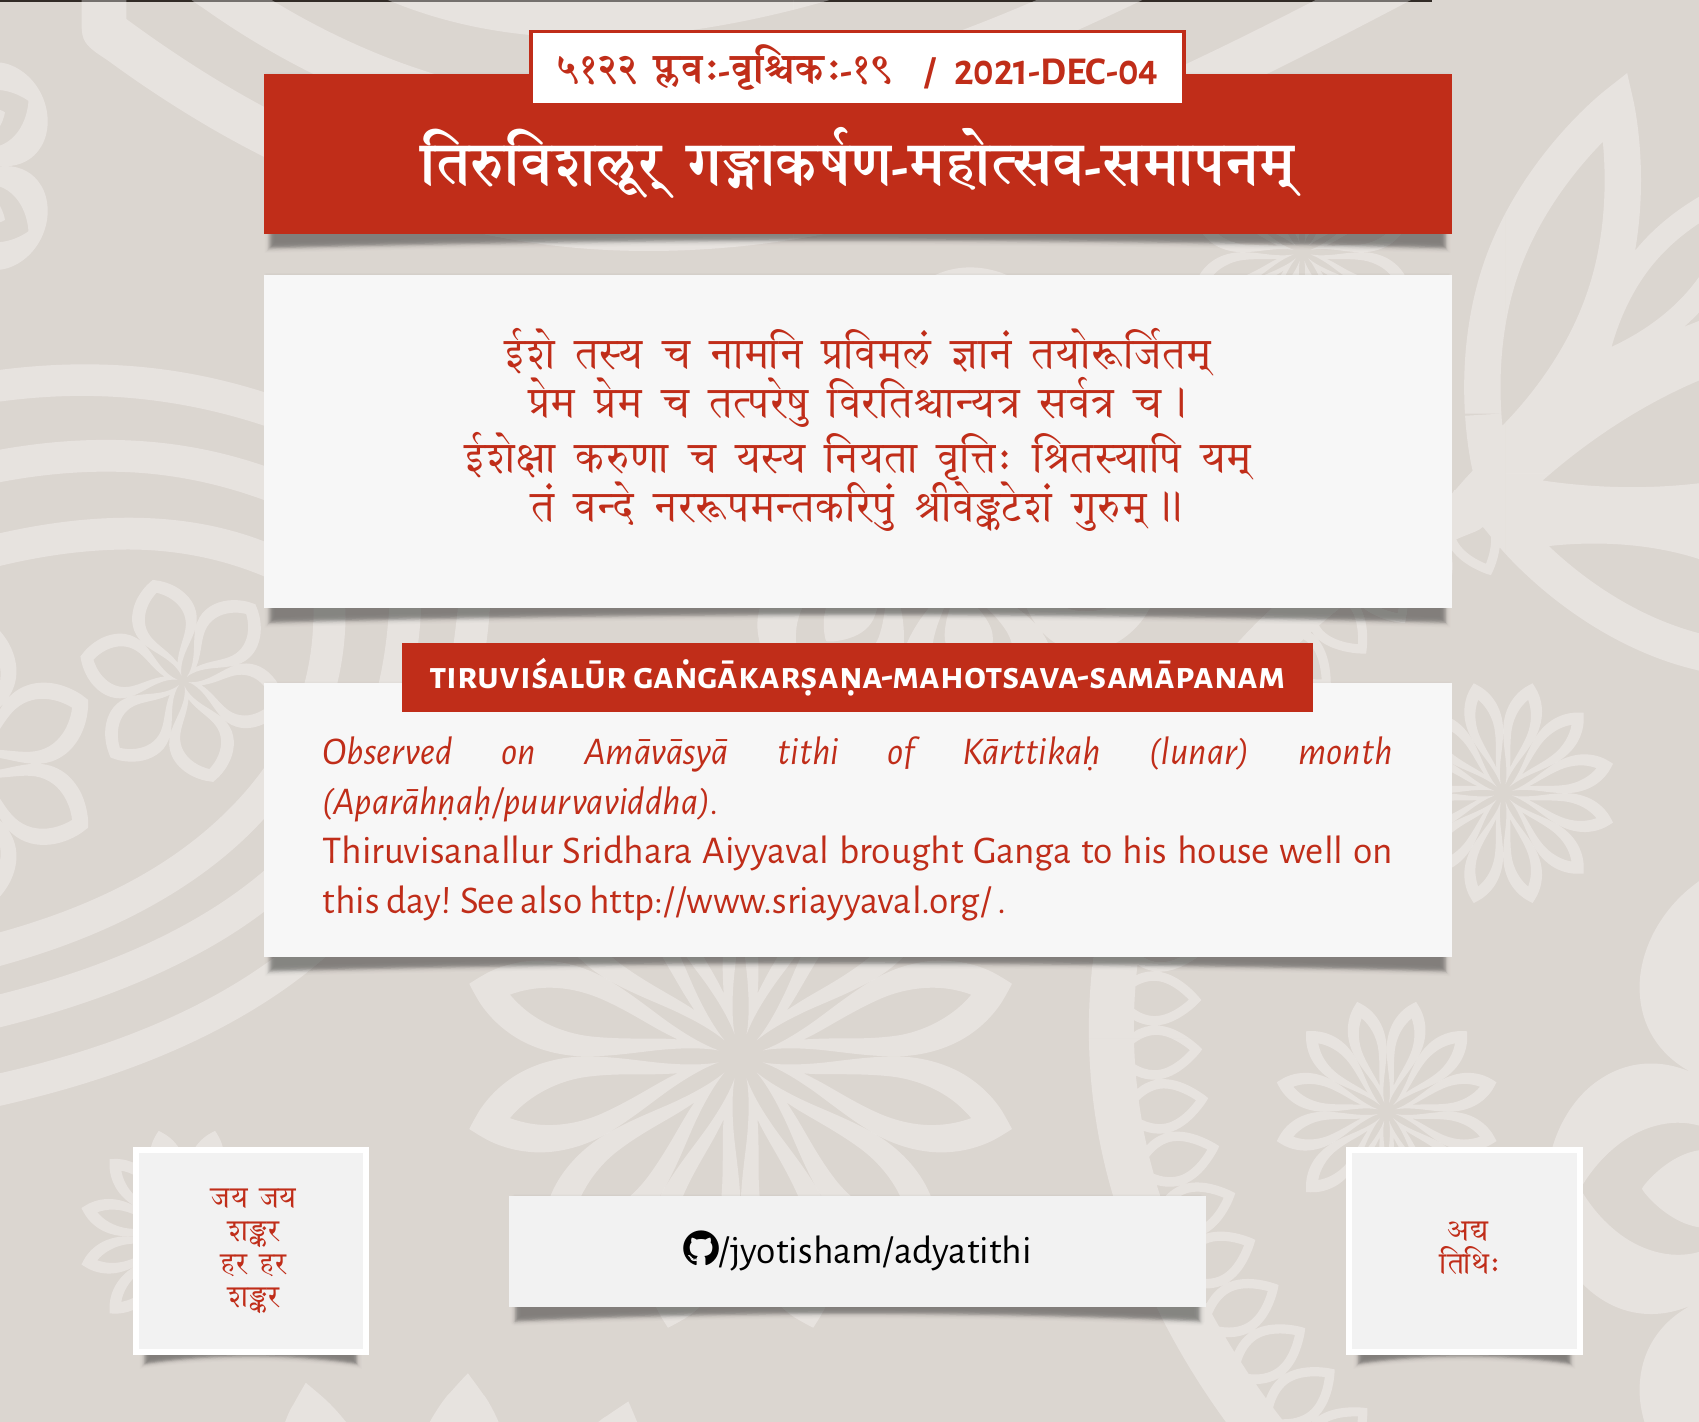 ५१२२ प्लवः-वृश्चिकः-१९ / 2021-DEC-04
तिरुविशलूर् गङ्गाकर्षण-महोत्सव-समापनम्
ईशे तस्य च नामनि प्रविमलं ज्ञानं तयोरूर्जितम्
प्रेम प्रेम च तत्परेषु विरतिश्चान्यत्र सर्वत्र च।
ईशेक्षा करुणा च यस्य नियता वृत्तिः श्रितस्यापि यम्
तं वन्दे नररूपमन्तकरिपुं श्रीवेङ्कटेशं गुरुम्॥
TIRUVIŚALŪR GAṄGĀKARṢAṆA-MAHOTSAVA-SAMĀPANAM
Observed on Amāvāsyā tithi of Kārttikaḥ (lunar) month
(Aparāhṇaḥ/puurvaviddha).
Thiruvisanallur Sridhara Aiyyaval brought Ganga to his house well on
this day! See also http://www.sriayyaval.org/ .
जय जय
शङ्कर
हर हर
शङ्कर
/jyotisham/adyatithi
अद्य
तिथिः